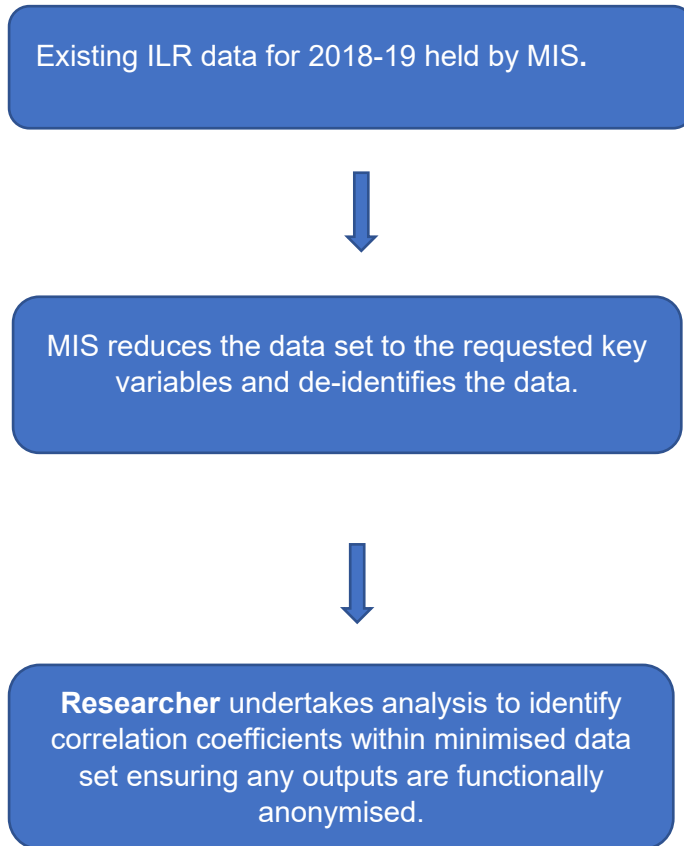 Existing ILR data for 2018-19 held by MIS.
MIS reduces the data set to the requested key
variables and de-identifies the data.
Researcher undertakes analysis to identify
correlation coefficients within minimised data
set ensuring any outputs are functionally
anonymised.